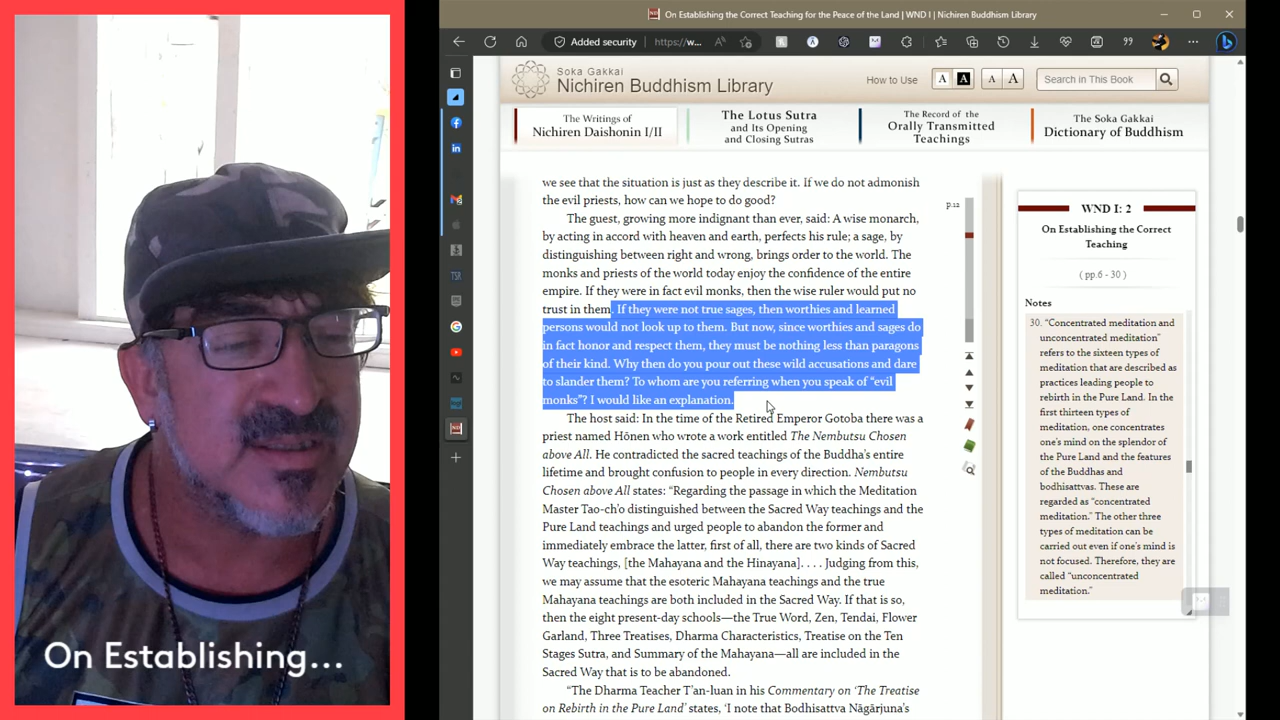 On Establishing...
On Establishing the Correct Teaching for the Peace of the Land | WND I | Nichiren Buddhism Library
Added security
https://w...
Soka Gakkai
Nichiren Buddhism Library
How to Use
A A A A
Search in This Book
The Writings of
Nichiren Daishonin I/II
The Lotus Sutra
and Its Opening
and Closing Sutras
The Record of the
Orally Transmitted
Teachings
The Soka Gakkai
Dictionary of Buddhism
we see that the situation is just as they describe it. If we do not admonish
the evil priests, how can we hope to do good?
The guest, growing more indignant than ever, said: A wise monarch,
by acting in accord with heaven and earth, perfects his rule; a sage, by
distinguishing between right and wrong, brings order to the world. The
monks and priests of the world today enjoy the confidence of the entire
empire. If they were in fact evil monks, then the wise ruler would put no
trust in them. If they were not true sages, then worthies and learned
persons would not look up to them. But now, since worthies and sages do
in fact honor and respect them, they must be nothing less than paragons
of their kind. Why then do you pour out these wild accusations and dare
to slander them? To whom are you referring when you speak of “evil
monks”? I would like an explanation.
The host said: In the time of the Retired Emperor Gotoba there was a
priest named Hōnen who wrote a work entitled The Nembutsu Chosen
above All. He contradicted the sacred teachings of the Buddha’s entire
lifetime and brought confusion to people in every direction. Nembutsu
Chosen above All states: “Regarding the passage in which the Meditation
Master Tao-ch’o distinguished between the Sacred Way teachings and the
Pure Land teachings and urged people to abandon the former and
immediately embrace the latter, first of all, there are two kinds of Sacred
Way teachings, [the Mahayana and the Hinayana]. . . . Judging from this,
we may assume that the esoteric Mahayana teachings and the true
Mahayana teachings are both included in the Sacred Way. If that is so,
then the eight present-day schools—the True Word, Zen, Tendai, Flower
Garland, Three Treatises, Dharma Characteristics, Treatise on the Ten
Stages Sutra, and Summary of the Mahayana—all are included in the
Sacred Way that is to be abandoned.
“The Dharma Teacher T’an-luan in his Commentary on ‘The Treatise
on Rebirth in the Pure Land’ states, ‘I note that Bodhisattva Nāgārjuna’s
p.12
WND I: 2
On Establishing the Correct
Teaching
( pp.6 - 30 )
Notes
30. “Concentrated meditation and
unconcentrated meditation”
refers to the sixteen types of
meditation that are described as
practices leading people to
rebirth in the Pure Land. In the
first thirteen types of
meditation, one concentrates
one’s mind on the splendor of
the Pure Land and the features
of the Buddhas and
bodhisattvas. These are
regarded as “concentrated
meditation.” The other three
types of meditation can be
carried out even if one’s mind is
not focused. Therefore, they are
called “unconcentrated
meditation.”
TSR